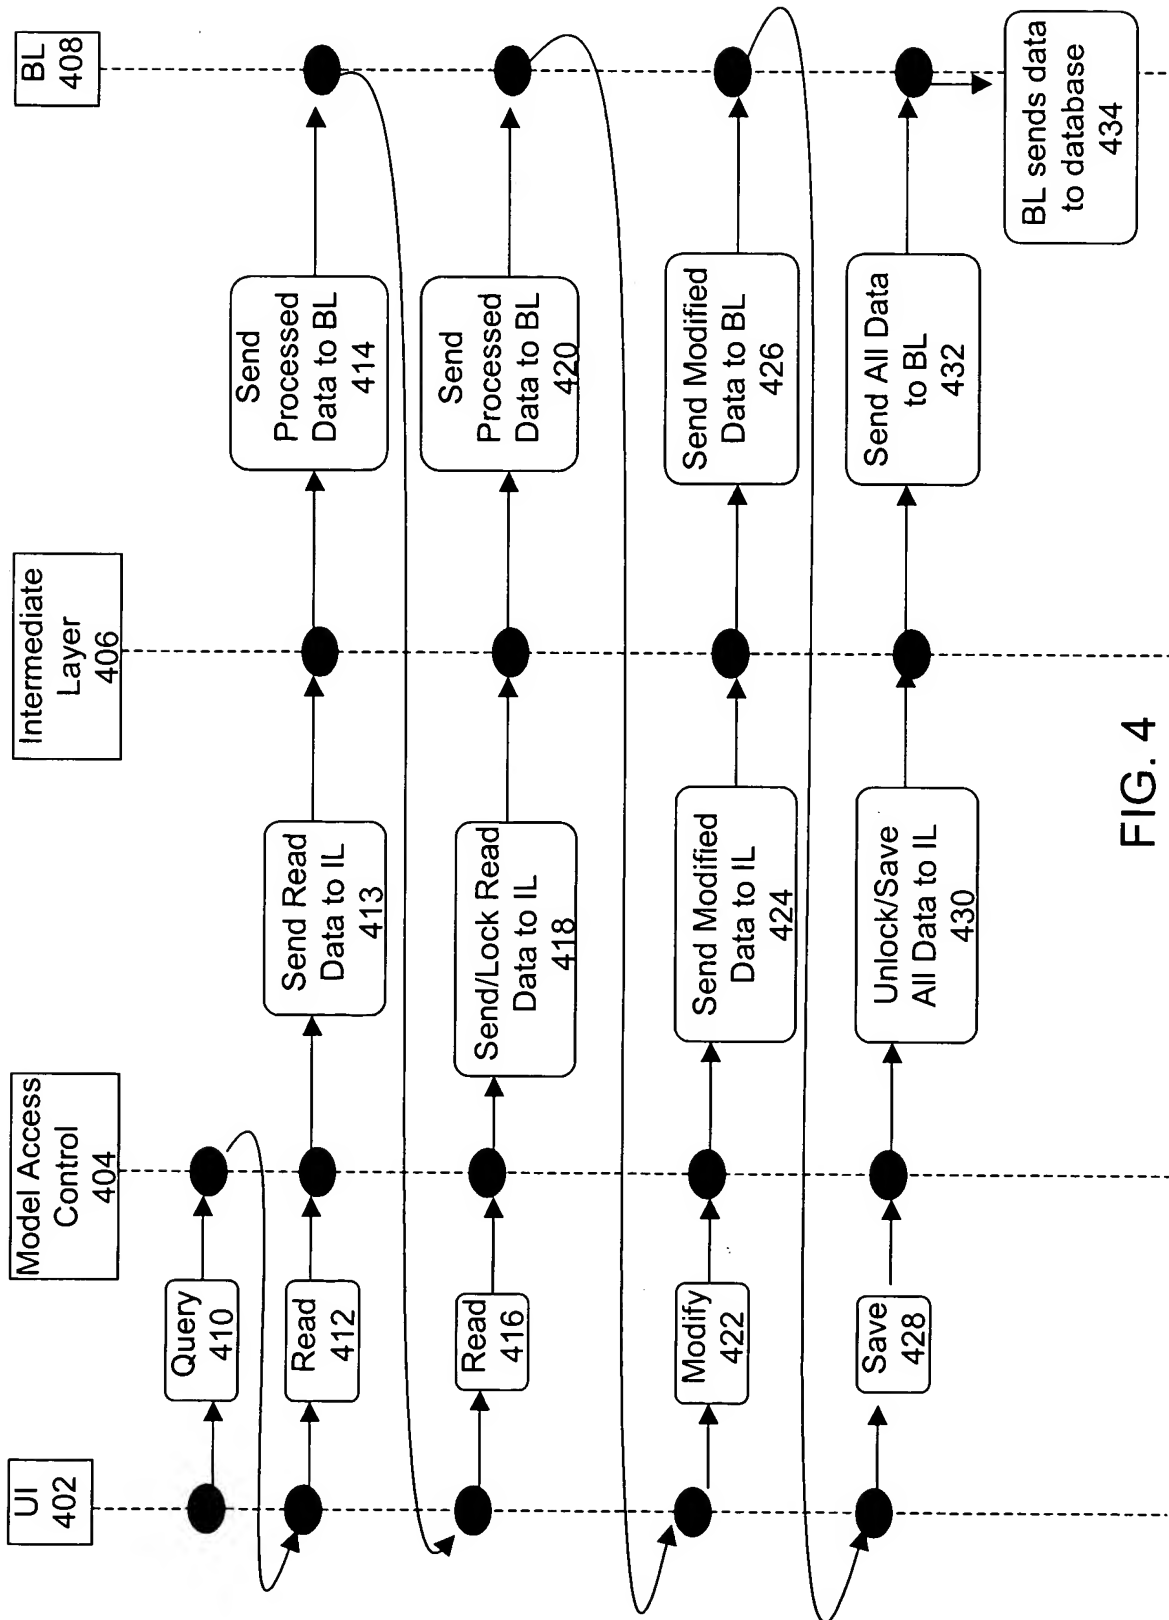 UI
402
Model Access
Control
404
Intermediate
Layer
406
BL
408
Query
410
Read
412
Send Read
Data to IL
413
Send
Processed
Data to BL
414
Read
416
Send/Lock Read
Data to IL
418
Send
Processed
Data to BL
420
Modify
422
Send Modified
Data to IL
424
Send Modified
Data to BL
426
Save
428
Unlock/Save
All Data to IL
430
Send All Data
to BL
432
BL sends data
to database
434
FIG. 4